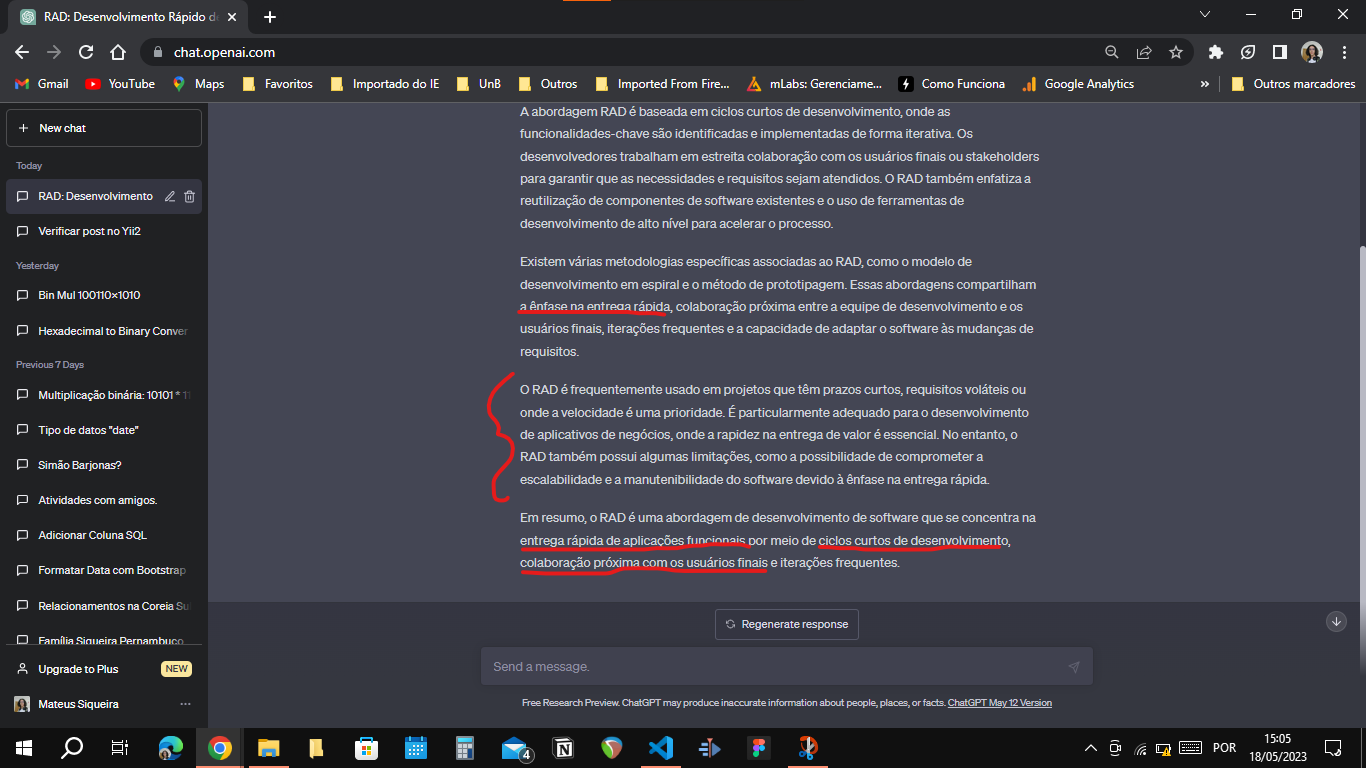 RAD: Desenvolvimento Rápido de
chat.openai.com
Gmail YouTube Maps Favoritos Importado do IE UnB Outros Imported From Fire... mLabs: Gerenciame... Como Funciona Google Analytics » Outros marcadores
New chat
Today
RAD: Desenvolvimento
Verificar post no Yii2
Yesterday
Bin Mul 100110×1010
Hexadecimal to Binary Conver
Previous 7 Days
Multiplicação binária: 10101 * 1
Tipo de datos "date"
Simão Barjonas?
Atividades com amigos.
Adicionar Coluna SQL
Formatar Data com Bootstrap
Relacionamentos na Coreia Su
Família Siqueira Pernambuco
Upgrade to Plus NEW
Mateus Siqueira
A abordagem RAD é baseada em ciclos curtos de desenvolvimento, onde as
funcionalidades-chave são identificadas e implementadas de forma iterativa. Os
desenvolvedores trabalham em estreita colaboração com os usuários finais ou stakeholders
para garantir que as necessidades e requisitos sejam atendidos. O RAD também enfatiza a
reutilização de componentes de software existentes e o uso de ferramentas de
desenvolvimento de alto nível para acelerar o processo.
Existem várias metodologias específicas associadas ao RAD, como o modelo de
desenvolvimento em espiral e o método de prototipagem. Essas abordagens compartilham
a ênfase na entrega rápida, colaboração próxima entre a equipe de desenvolvimento e os
usuários finais, iterações frequentes e a capacidade de adaptar o software às mudanças de
requisitos.
O RAD é frequentemente usado em projetos que têm prazos curtos, requisitos voláteis ou
onde a velocidade é uma prioridade. É particularmente adequado para o desenvolvimento
de aplicativos de negócios, onde a rapidez na entrega de valor é essencial. No entanto, o
RAD também possui algumas limitações, como a possibilidade de comprometer a
escalabilidade e a manutenibilidade do software devido à ênfase na entrega rápida.
Em resumo, o RAD é uma abordagem de desenvolvimento de software que se concentra na
entrega rápida de aplicações funcionais por meio de ciclos curtos de desenvolvimento,
colaboração próxima com os usuários finais e iterações frequentes.
Regenerate response
Send a message.
Free Research Preview. ChatGPT may produce inaccurate information about people, places, or facts. ChatGPT May 12 Version
4
POR
15:05
18/05/2023